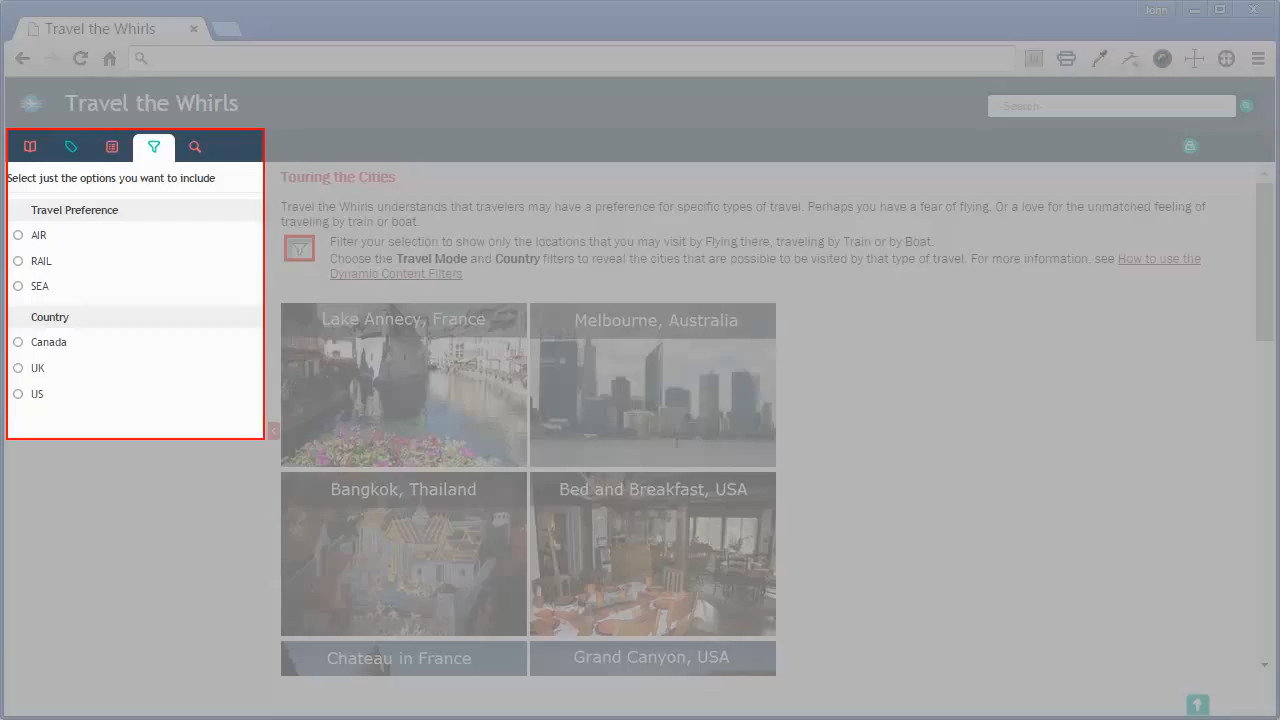 John
Travel the Whirls
Travel the Whirls
-Search-
Select just the options you want to include
Travel Preference
AIR
RAIL
SEA
Country
Canada
UK
US
Touring the Cities
Travel the Whirls understands that travelers may have a preference for specific types of travel. Perhaps you have a fear of flying. Or a love for the unmatched feeling of
traveling by train or boat.
Filter your selection to show only the locations that you may visit by Flying there, traveling by Train or by Boat.
Choose the Travel Mode and Country filters to reveal the cities that are possible to be visited by that type of travel. For more information, see How to use the
Dynamic Content Filters
Lake Annecy, France
Melbourne, Australia
Bangkok, Thailand
Bed and Breakfast, USA
Chateau in France
Grand Canyon, USA